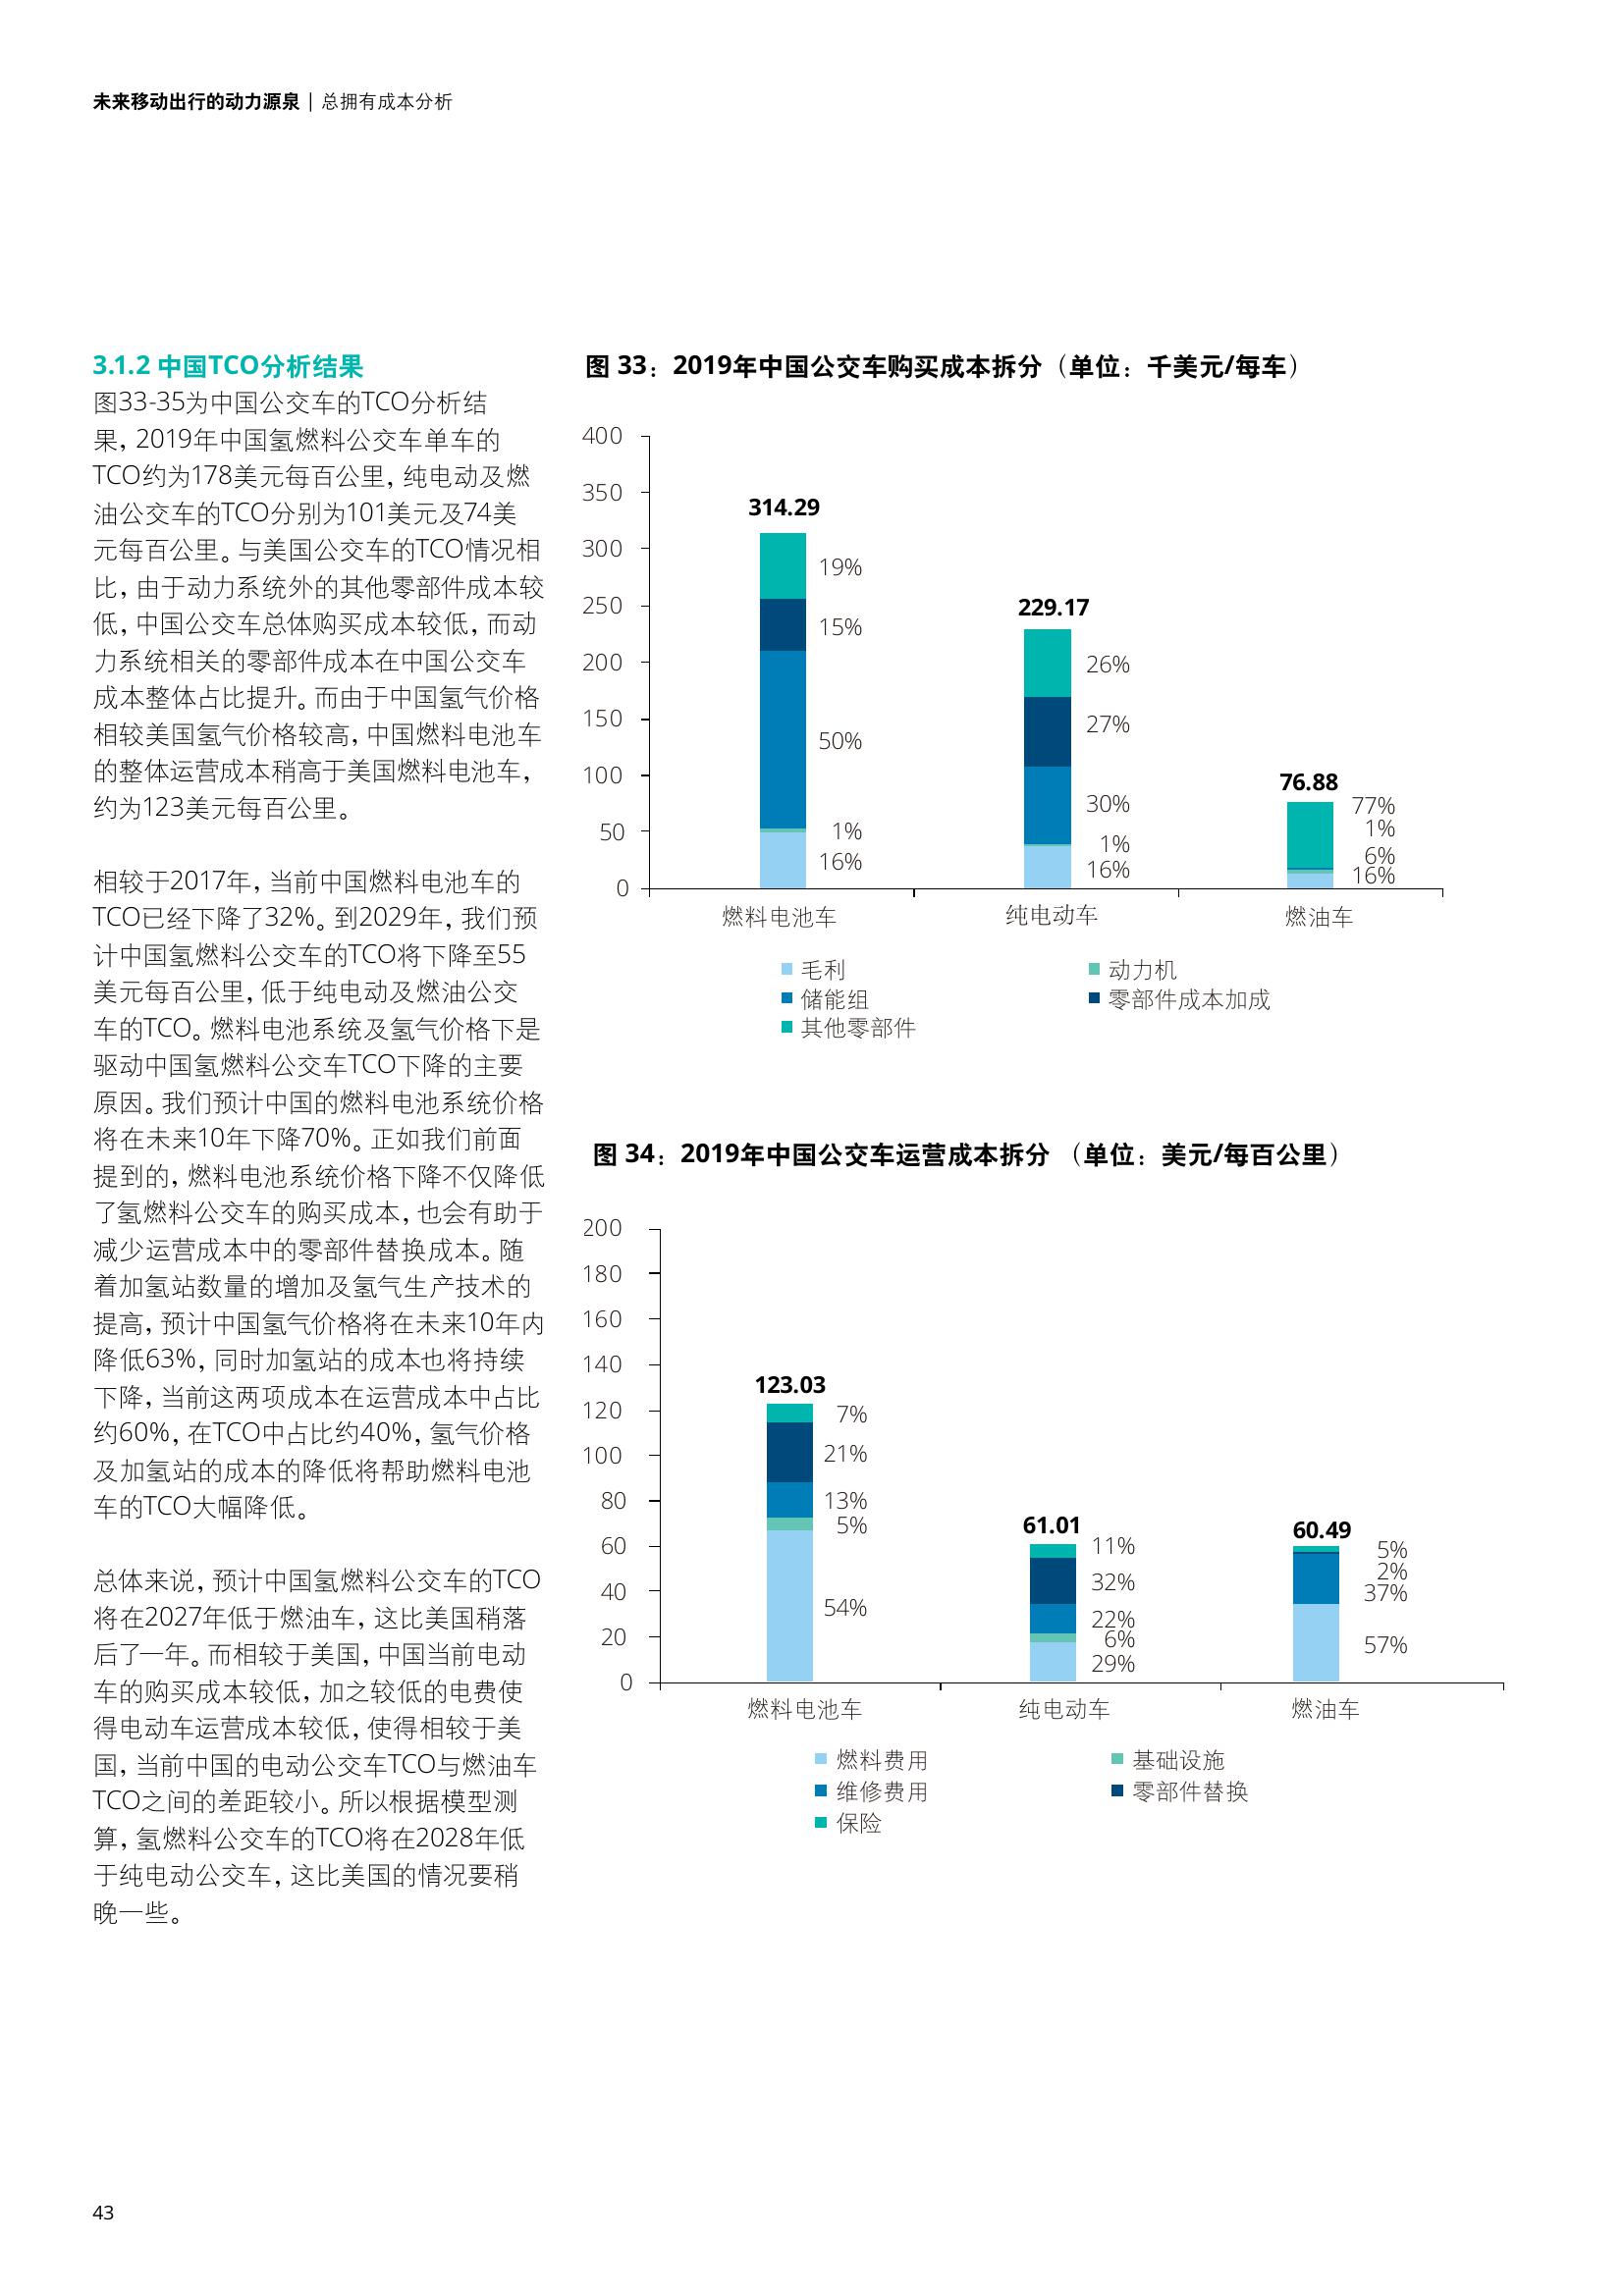 未来移动出行的动力源泉 | 总拥有成本分析
3.1.2 中国TCO分析结果
图33-35为中国公交车的TCO分析结
果，2019年中国氢燃料公交车单车的
TCO约为178美元每百公里，纯电动及燃
油公交车的TCO分别为101美元及74美
元每百公里。与美国公交车的TCO情况相
比，由于动力系统外的其他零部件成本较
低，中国公交车总体购买成本较低，而动
力系统相关的零部件成本在中国公交车
成本整体占比提升。而由于中国氢气价格
相较美国氢气价格较高，中国燃料电池车
的整体运营成本稍高于美国燃料电池车，
约为123美元每百公里。
相较于2017年，当前中国燃料电池车的
TCO已经下降了32%。到2029年，我们预
计中国氢燃料公交车的TCO将下降至55
美元每百公里，低于纯电动及燃油公交
车的TCO。燃料电池系统及氢气价格下是
驱动中国氢燃料公交车TCO下降的主要
原因。我们预计中国的燃料电池系统价格
将在未来10年下降70%。正如我们前面
提到的，燃料电池系统价格下降不仅降低
了氢燃料公交车的购买成本，也会有助于
减少运营成本中的零部件替换成本。随
着加氢站数量的增加及氢气生产技术的
提高，预计中国氢气价格将在未来10年内
降低63%，同时加氢站的成本也将持续
下降，当前这两项成本在运营成本中占比
约60%，在TCO中占比约40%，氢气价格
及加氢站的成本的降低将帮助燃料电池
车的TCO大幅降低。
总体来说，预计中国氢燃料公交车的TCO
将在2027年低于燃油车，这比美国稍落
后了一年。而相较于美国，中国当前电动
车的购买成本较低，加之较低的电费使
得电动车运营成本较低，使得相较于美
国，当前中国的电动公交车TCO与燃油车
TCO之间的差距较小。所以根据模型测
算，氢燃料公交车的TCO将在2028年低
于纯电动公交车，这比美国的情况要稍
晚一些。
图 33：2019年中国公交车购买成本拆分（单位：千美元/每车）
400
350
300
250
200
150
100
50
0
314.29
19%
15%
50%
1%
16%
229.17
26%
27%
30%
1%
16%
76.88
77%
1%
6%
16%
燃料电池车
纯电动车
燃油车
毛利
动力机
储能组
零部件成本加成
其他零部件
图 34：2019年中国公交车运营成本拆分 （单位：美元/每百公里）
200
180
160
140
120
100
80
60
40
20
0
123.03
7%
21%
13%
5%
54%
61.01
11%
32%
22%
6%
29%
60.49
5%
2%
37%
57%
燃料电池车
纯电动车
燃油车
燃料费用
基础设施
维修费用
零部件替换
保险
43